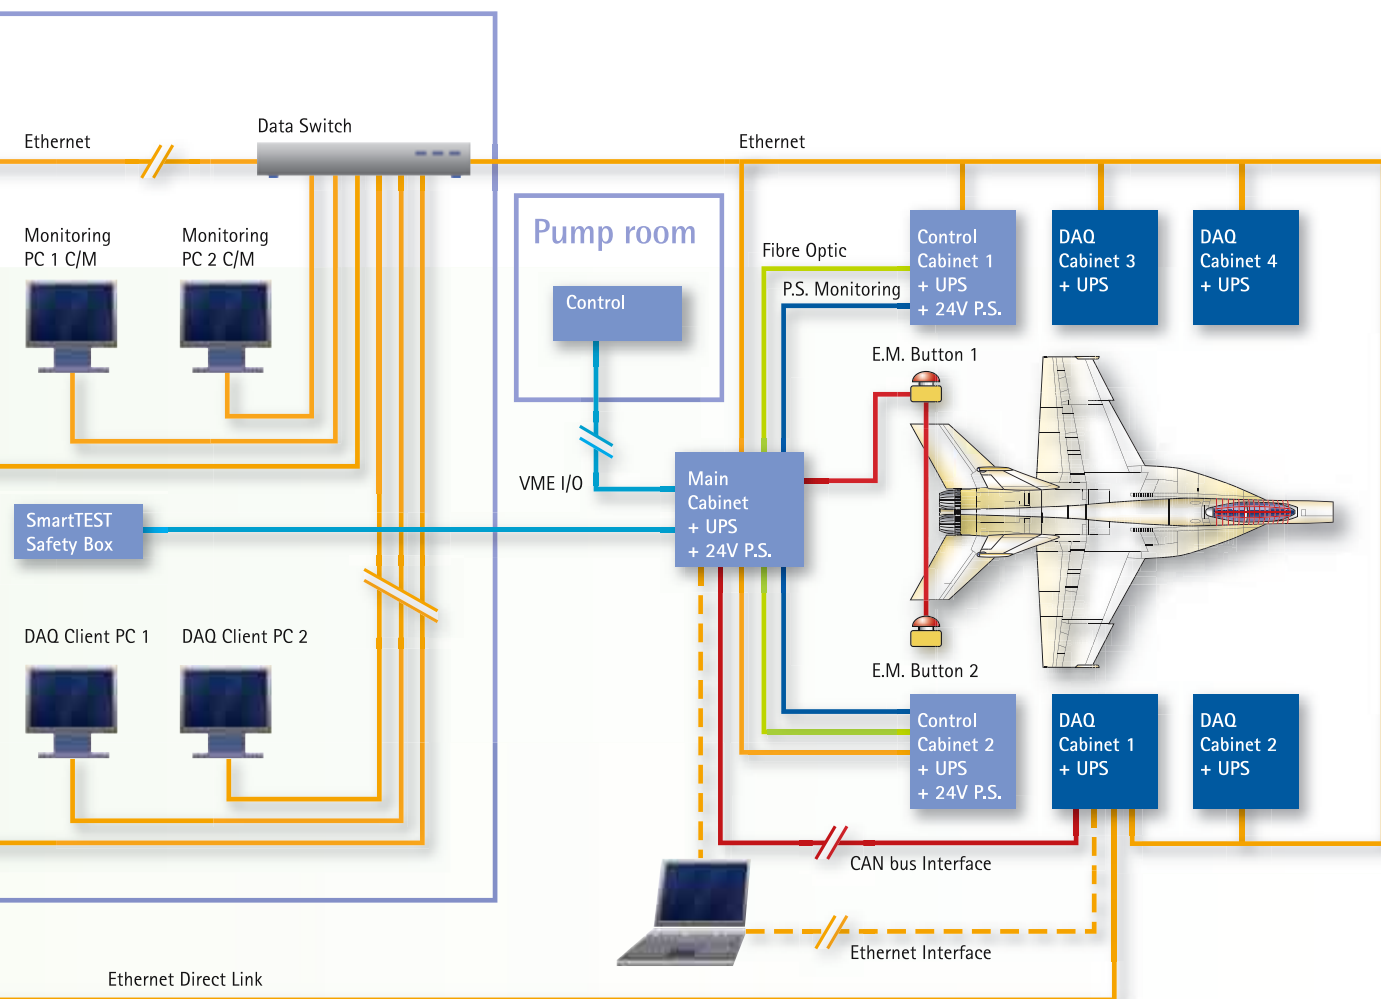 Data Switch
Ethernet
Ethernet
Monitoring
PC 1 C/M
Monitoring
PC 2 C/M
Pump room
Control
Fibre Optic
P.S. Monitoring
Control
Cabinet 1
+ UPS
+ 24V P.S.
DAQ
Cabinet 3
+ UPS
DAQ
Cabinet 4
+ UPS
E.M. Button 1
VME I/O
Main
Cabinet
+ UPS
+ 24V P.S.
SmartTEST
Safety Box
DAQ Client PC 1
DAQ Client PC 2
E.M. Button 2
Control
Cabinet 2
+ UPS
+ 24V P.S.
DAQ
Cabinet 1
+ UPS
DAQ
Cabinet 2
+ UPS
CAN bus Interface
Ethernet Interface
Ethernet Direct Link